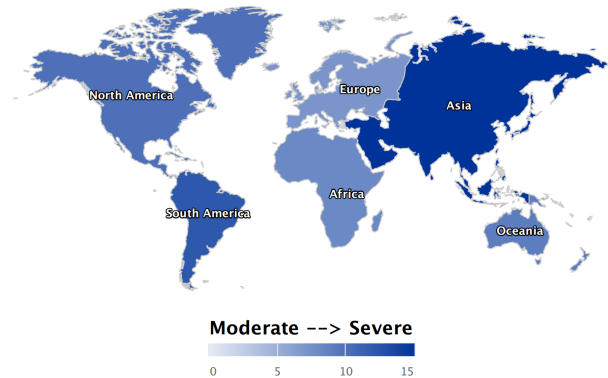 Europe
North America
Asia
Africa
South America
Oceania
Moderate --> Severe
0 5 10 15